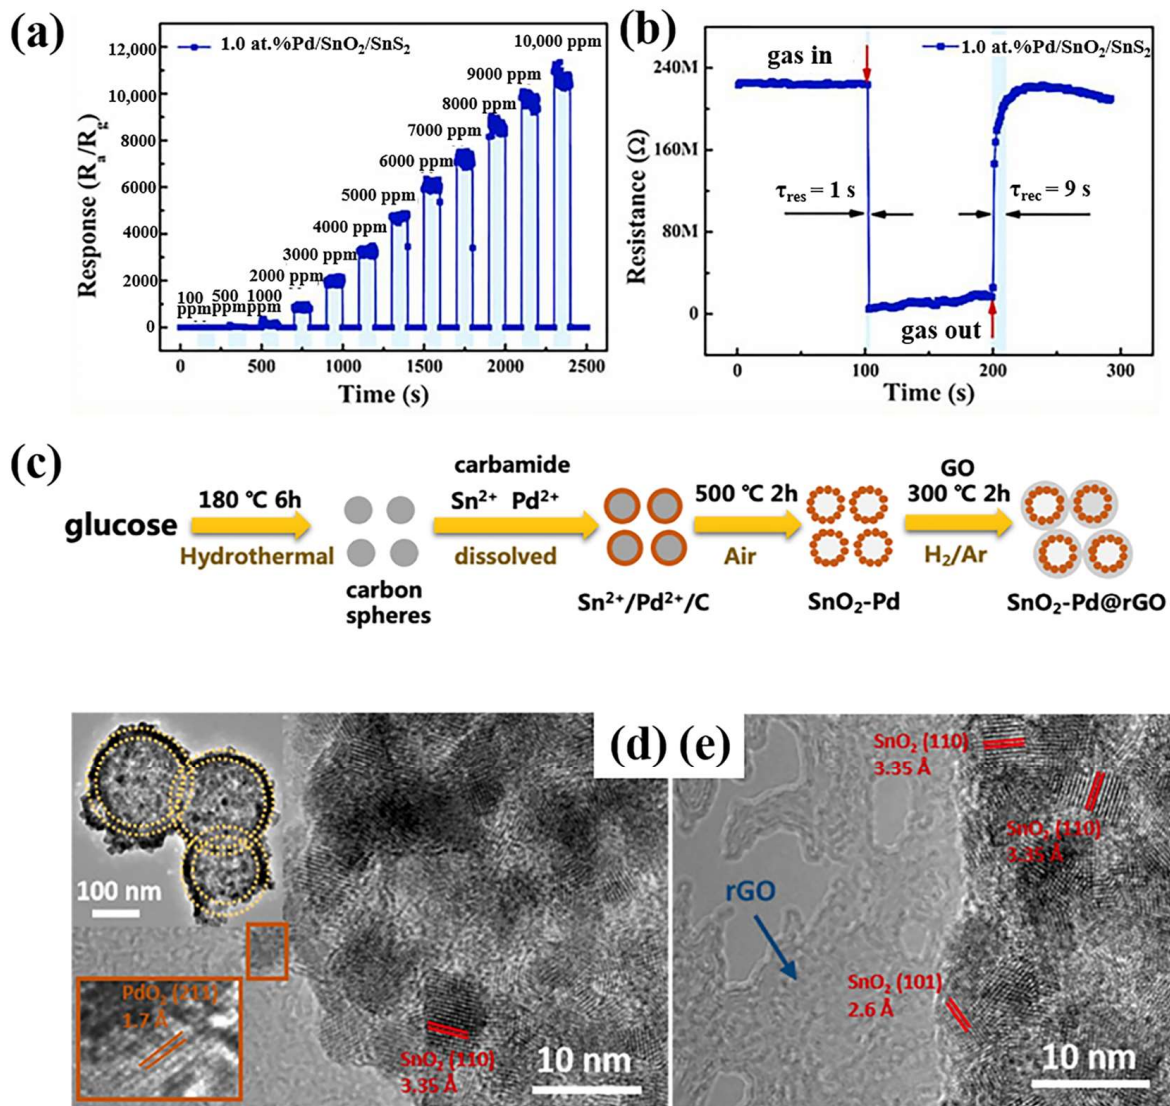 (a)
1.0 at.%Pd/SnO₂/SnS₂
12,000
10,000
8000
6000
4000
2000
0
Response (Rₐ/R_g)
100
ppm
500
ppm
1000
ppm
2000 ppm
3000 ppm
4000 ppm
5000 ppm
6000 ppm
7000 ppm
8000 ppm
9000 ppm
10,000 ppm
0
500
1000
1500
2000
2500
Time (s)
(b)
1.0 at.%Pd/SnO₂/SnS₂
240M
160M
80M
0
Resistance (Ω)
gas in
τres = 1 s
τrec = 9 s
gas out
0
100
200
300
Time (s)
(c)
glucose
180 ℃ 6h
Hydrothermal
carbon
spheres
carbamide
Sn²⁺ Pd²⁺
dissolved
Sn²⁺/Pd²⁺/C
500 ℃ 2h
Air
SnO₂-Pd
GO
300 ℃ 2h
H₂/Ar
SnO₂-Pd@rGO
(d)
100 nm
PdO₂ (211)
1.7 Å
SnO₂ (110)
3.35 Å
10 nm
(e)
SnO₂ (110)
3.35 Å
SnO₂ (110)
3.35 Å
rGO
SnO₂ (101)
2.6 Å
10 nm